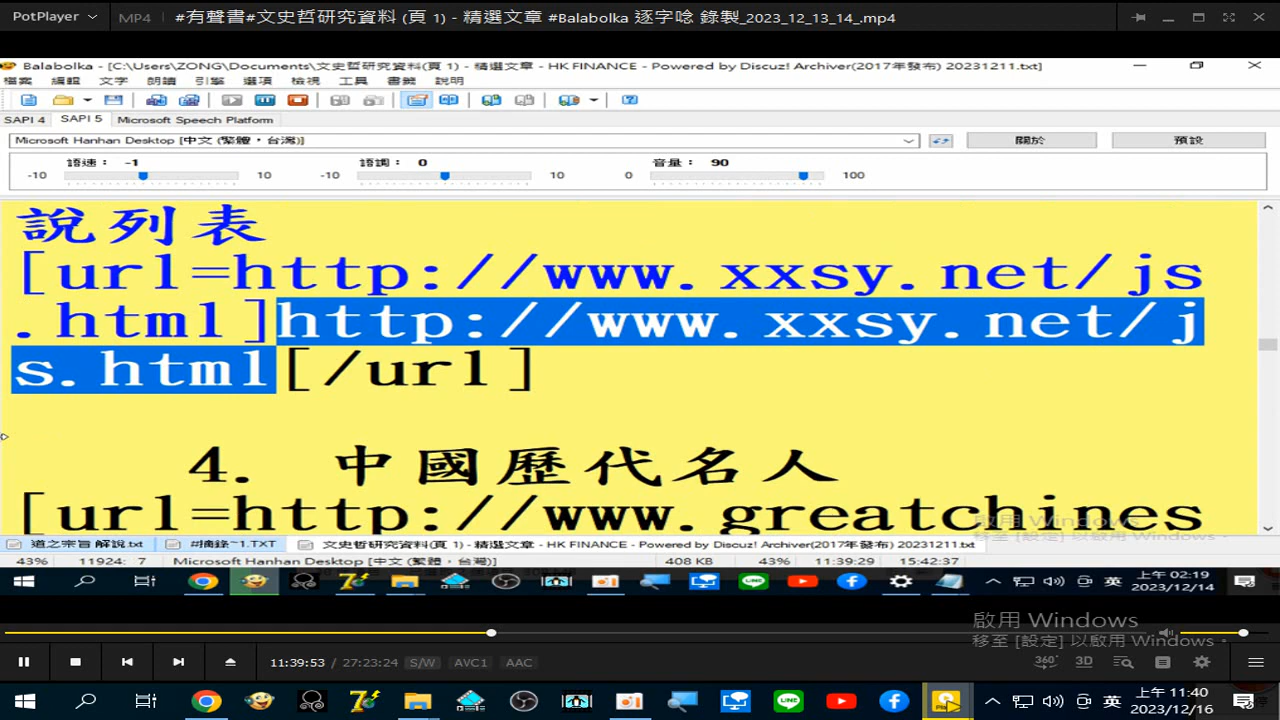 PotPlayer MP4 #有聲書#文史哲研究資料 (頁 1) - 精選文章 #Balabolka 逐字唸 錄製_2023_12_13_14_.mp4
Balabolka - [C:\Users\ZONG\Documents\文史哲研究資料(頁 1) - 精選文章 - HK FINANCE - Powered by Discuz! Archiver(2017年發布) 20231211.txt]
檔案 編輯 文字 朗讀 引擎 選項 檢視 工具 書籤 說明
SAPI 4 SAPI 5 Microsoft Speech Platform
Microsoft Hanhan Desktop [中文 (繁體，台灣)] 關於 預設
語速： -1 語調： 0 音量： 90
-10 10 -10 10 0 100
說列表
[url=http://www.xxsy.net/js
.html]http://www.xxsy.net/j
s.html[/url]
4. 中國歷代名人
[url=http://www.greatchines
啟用 Windows
移至 [設定] 以啟用 Windows。
道之宗旨 解說.txt #摘錄~1.TXT 文史哲研究資料(頁 1) - 精選文章 - HK FINANCE - Powered by Discuz! Archiver(2017年發布) 20231211.txt
43% 11924: 7 Microsoft Hanhan Desktop [中文 (繁體，台灣)] 408 KB 43% 11:39:29 15:42:37
英 上午 02:19
2023/12/14
啟用 Windows
移至 [設定] 以啟用 Windows。
11:39:53 / 27:23:24 S/W AVC1 AAC 360° 3D
英 上午 11:40
2023/12/16